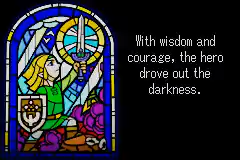 With wisdom and
courage, the hero
drove out the
darkness.